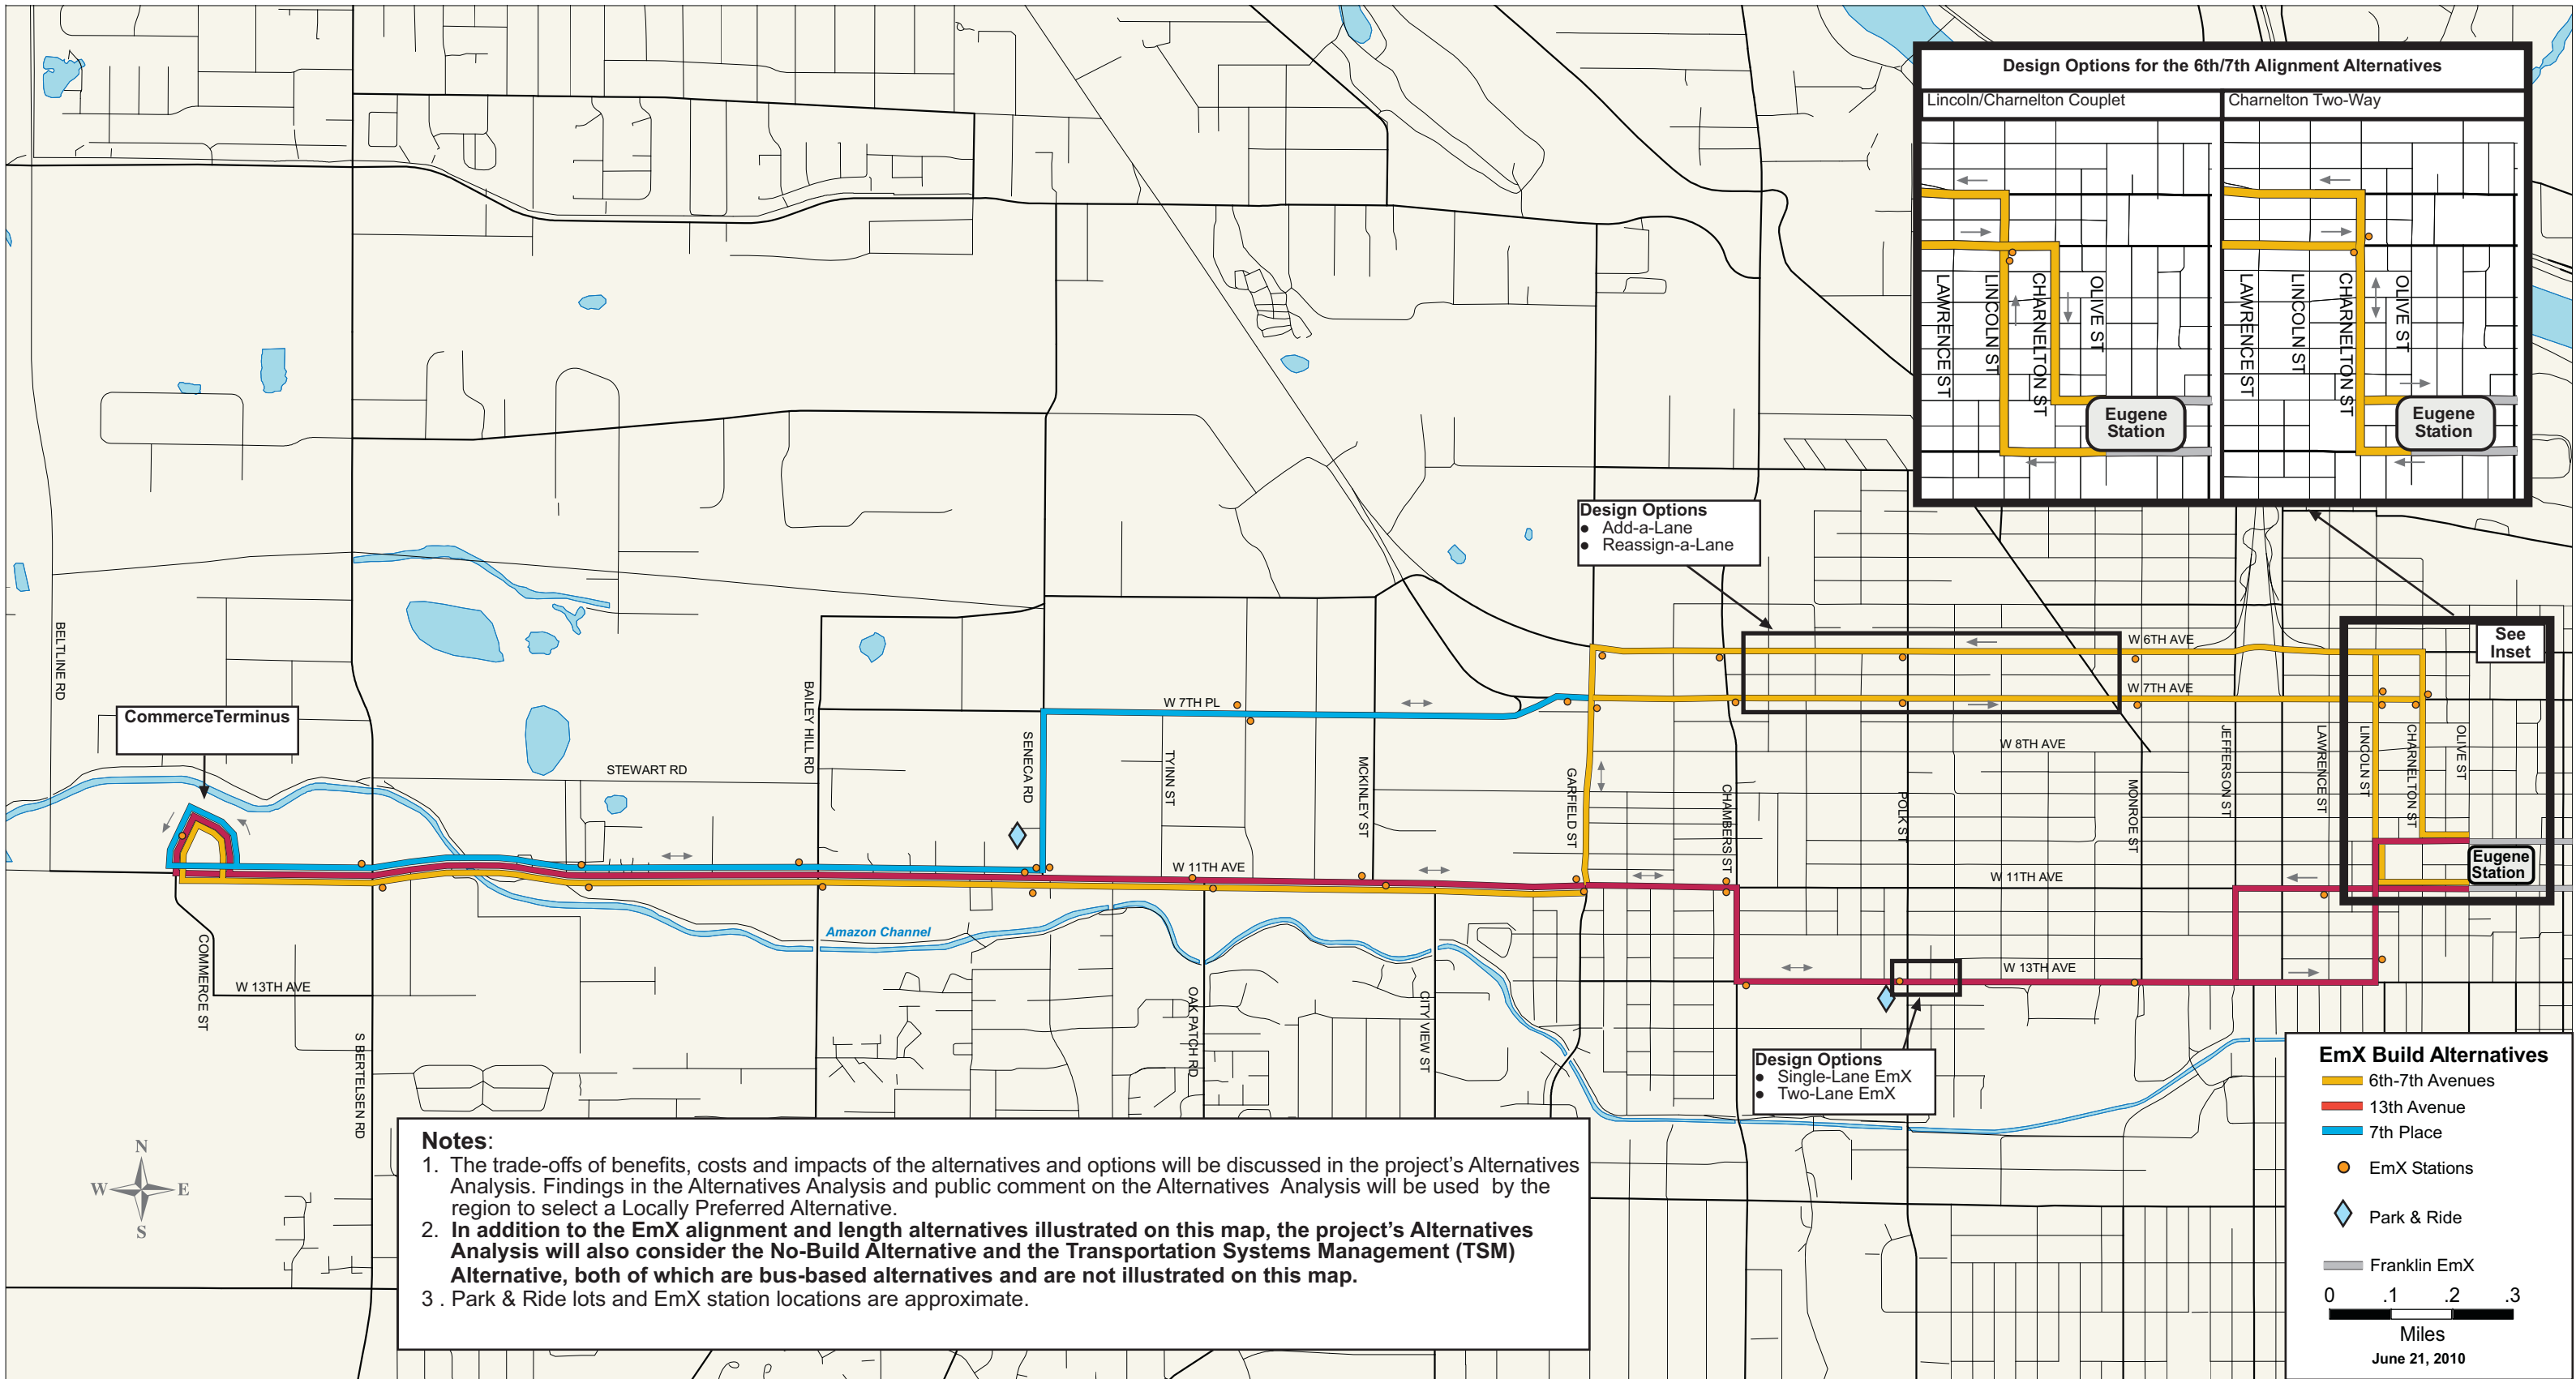 Design Options for the 6th/7th Alignment Alternatives
Lincoln/Charnelton Couplet
Charnelton Two-Way
LAWRENCE ST
LINCOLN ST
CHARNELTON ST
OLIVE ST
Eugene
Station
LAWRENCE ST
LINCOLN ST
CHARNELTON ST
OLIVE ST
Eugene
Station
Design Options
● Add-a-Lane
● Reassign-a-Lane
See
Inset
W 6TH AVE
W 7TH AVE
W 7TH PL
W 8TH AVE
BELTLINE RD
CommerceTerminus
BAILEY HILL RD
STEWART RD
SENECA RD
TYINN ST
MCKINLEY ST
GARFIELD ST
CHAMBERS ST
POLK ST
MONROE ST
JEFFERSON ST
LAWRENCE ST
LINCOLN ST
CHARNELTON ST
OLIVE ST
Eugene
Station
W 11TH AVE
W 11TH AVE
Amazon Channel
COMMERCE ST
W 13TH AVE
W 13TH AVE
S BERTELSEN RD
OAK PATCH RD
CITY VIEW ST
Design Options
● Single-Lane EmX
● Two-Lane EmX
N
W E
S
Notes:
1. The trade-offs of benefits, costs and impacts of the alternatives and options will be discussed in the project's Alternatives
Analysis. Findings in the Alternatives Analysis and public comment on the Alternatives Analysis will be used by the
region to select a Locally Preferred Alternative.
2. In addition to the EmX alignment and length alternatives illustrated on this map, the project's Alternatives
Analysis will also consider the No-Build Alternative and the Transportation Systems Management (TSM)
Alternative, both of which are bus-based alternatives and are not illustrated on this map.
3 . Park & Ride lots and EmX station locations are approximate.
EmX Build Alternatives
6th-7th Avenues
13th Avenue
7th Place
EmX Stations
Park & Ride
Franklin EmX
0 .1 .2 .3
Miles
June 21, 2010